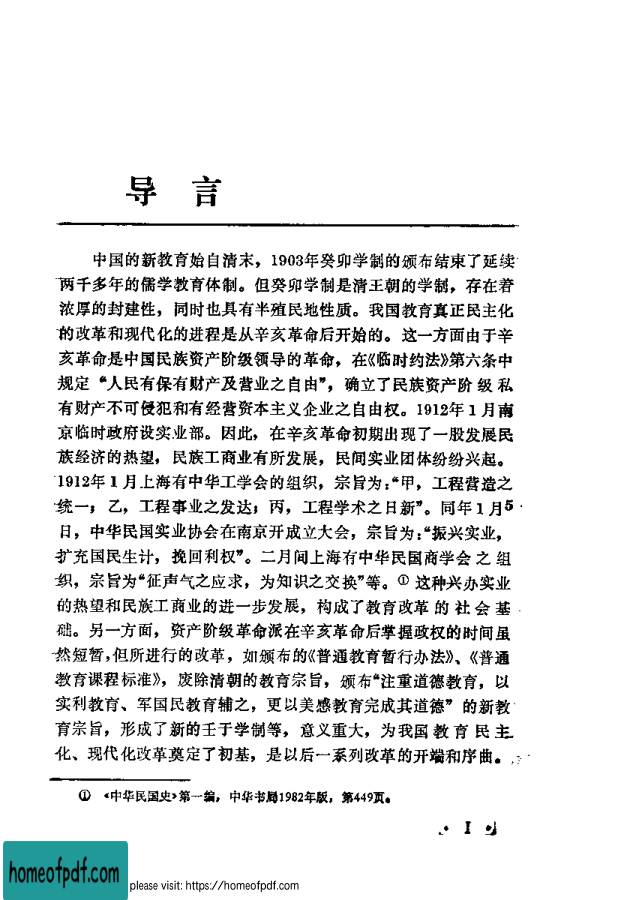 导 言
中国的新教育始自清末，1903年癸卯学制的颁布结束了延续
两千多年的儒学教育体制。但癸卯学制是清王朝的学制，存在着
浓厚的封建性，同时也具有半殖民地性质。我国教育真正民主化
的改革和现代化的进程是从辛亥革命后开始的。这一方面由于辛
亥革命是中国民族资产阶级领导的革命，在《临时约法》第六条中
规定“人民有保有财产及营业之自由”，确立了民族资产阶级私
有财产不可侵犯和有经营资本主义企业之自由权。1912年1月南
京临时政府设实业部。因此，在辛亥革命初期出现了一股发展民
族经济的热望，民族工商业有所发展，民间实业团体纷纷兴起。
1912年1月上海有中华工学会的组织，宗旨为：“甲，工程营造之
统一；乙，工程事业之发达；丙，工程学术之日新”。同年1月5
日，中华民国实业协会在南京开成立大会，宗旨为：“振兴实业，
扩充国民生计，挽回利权”。二月间上海有中华民国商学会之组
织，宗旨为“征声气之应求，为知识之交换”等。①这种兴办实业
的热望和民族工商业的进一步发展，构成了教育改革的社会基
础。另一方面，资产阶级革命派在辛亥革命后掌握政权的时间虽
然短暂，但所进行的改革，如颁布的《普通教育暂行办法》、《普通
教育课程标准》，废除清朝的教育宗旨，颁布“注重道德教育，以
实利教育、军国民教育辅之，更以美感教育完成其道德”的新教
育宗旨，形成了新的壬子学制等，意义重大，为我国教育民主
化、现代化改革奠定了初基，是以后一系列改革的开端和序曲。
① 《中华民国史》第一编，中华书局1982年版，第449页。
· I ·
homeofpdf.com
please visit: https://homeofpdf.com